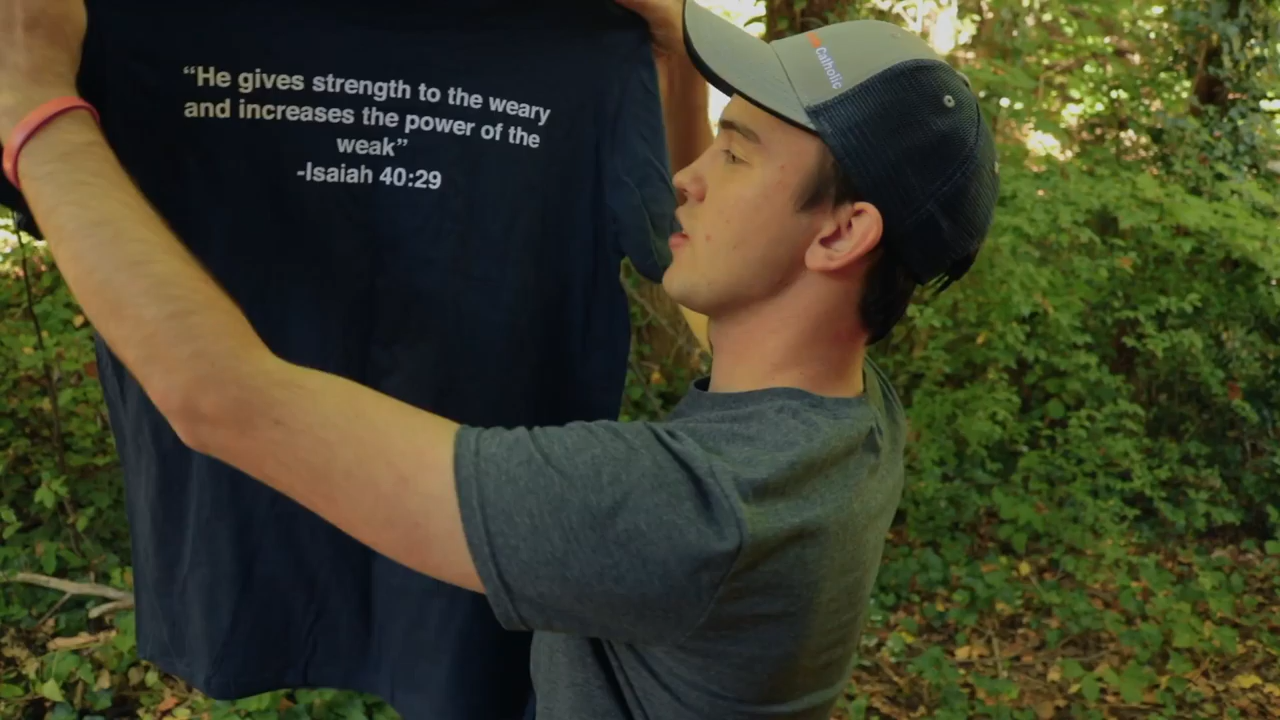 “He gives strength to the weary
and increases the power of the
weak”
-Isaiah 40:29
Catholic